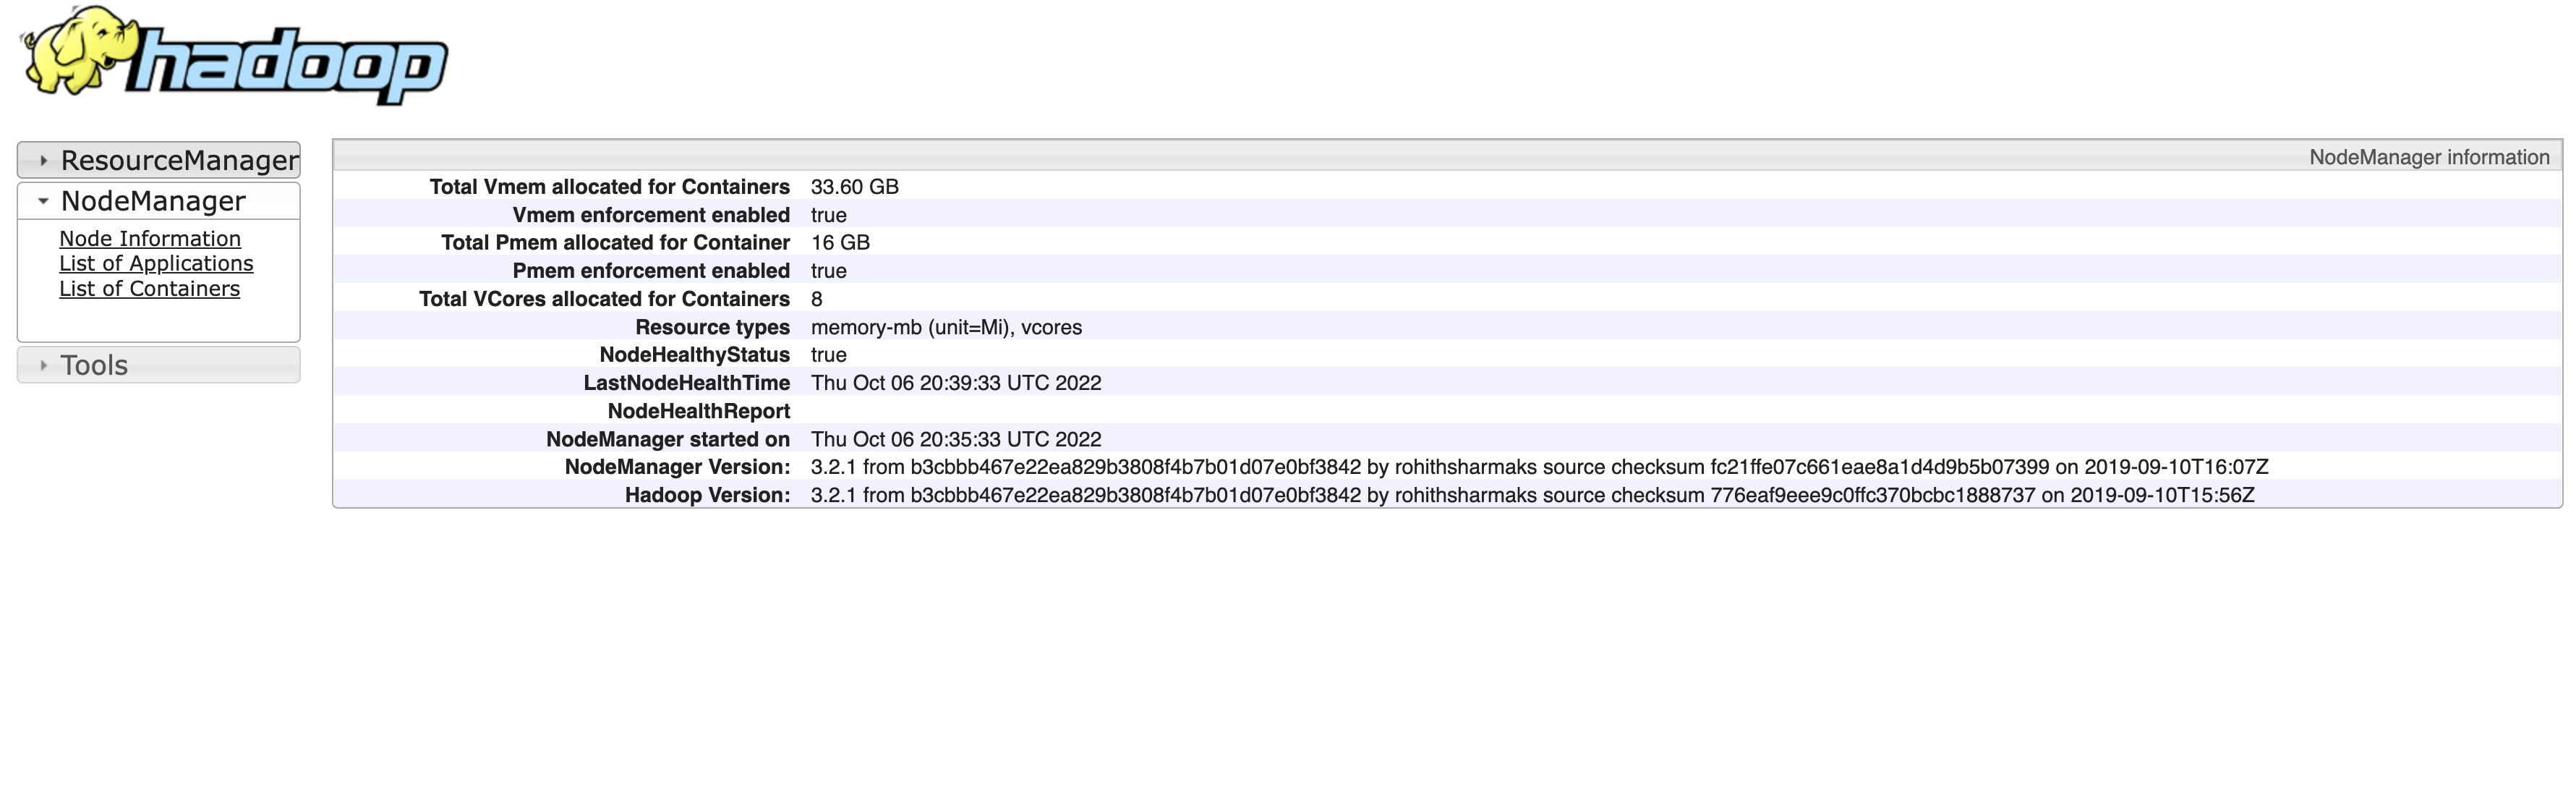 hadoop
ResourceManager
NodeManager
Node Information
List of Applications
List of Containers
Tools
NodeManager information
Total Vmem allocated for Containers 33.60 GB
Vmem enforcement enabled true
Total Pmem allocated for Container 16 GB
Pmem enforcement enabled true
Total VCores allocated for Containers 8
Resource types memory-mb (unit=Mi), vcores
NodeHealthyStatus true
LastNodeHealthTime Thu Oct 06 20:39:33 UTC 2022
NodeHealthReport
NodeManager started on Thu Oct 06 20:35:33 UTC 2022
NodeManager Version: 3.2.1 from b3cbbb467e22ea829b3808f4b7b01d07e0bf3842 by rohithsharmaks source checksum fc21ffe07c661eae8a1d4d9b5b07399 on 2019-09-10T16:07Z
Hadoop Version: 3.2.1 from b3cbbb467e22ea829b3808f4b7b01d07e0bf3842 by rohithsharmaks source checksum 776eaf9eee9c0ffc370bcbc1888737 on 2019-09-10T15:56Z